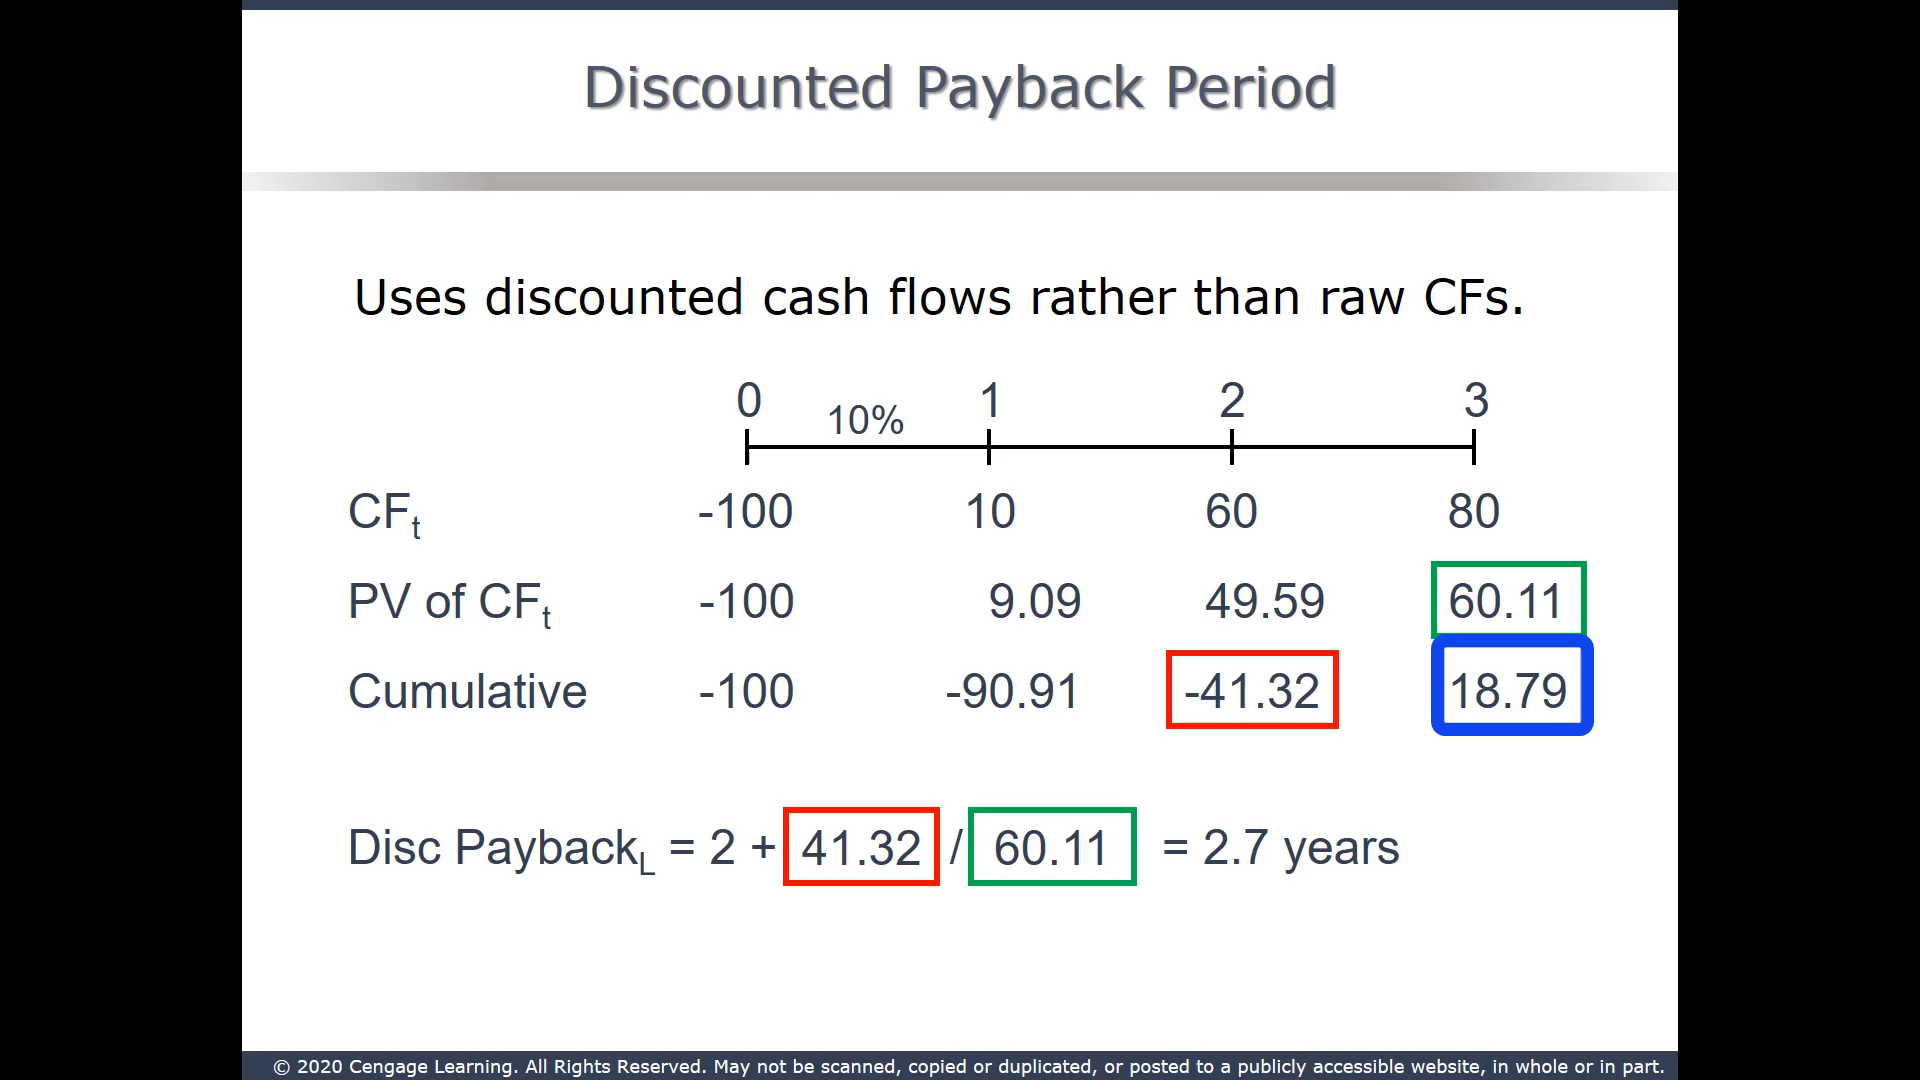 Discounted Payback Period
Uses discounted cash flows rather than raw CFs.
0 1 2 3
10%
CFt -100 10 60 80
PV of CFt -100 9.09 49.59 60.11
Cumulative -100 -90.91 -41.32 18.79
Disc PaybackL = 2 + 41.32 / 60.11 = 2.7 years
© 2020 Cengage Learning. All Rights Reserved. May not be scanned, copied or duplicated, or posted to a publicly accessible website, in whole or in part.